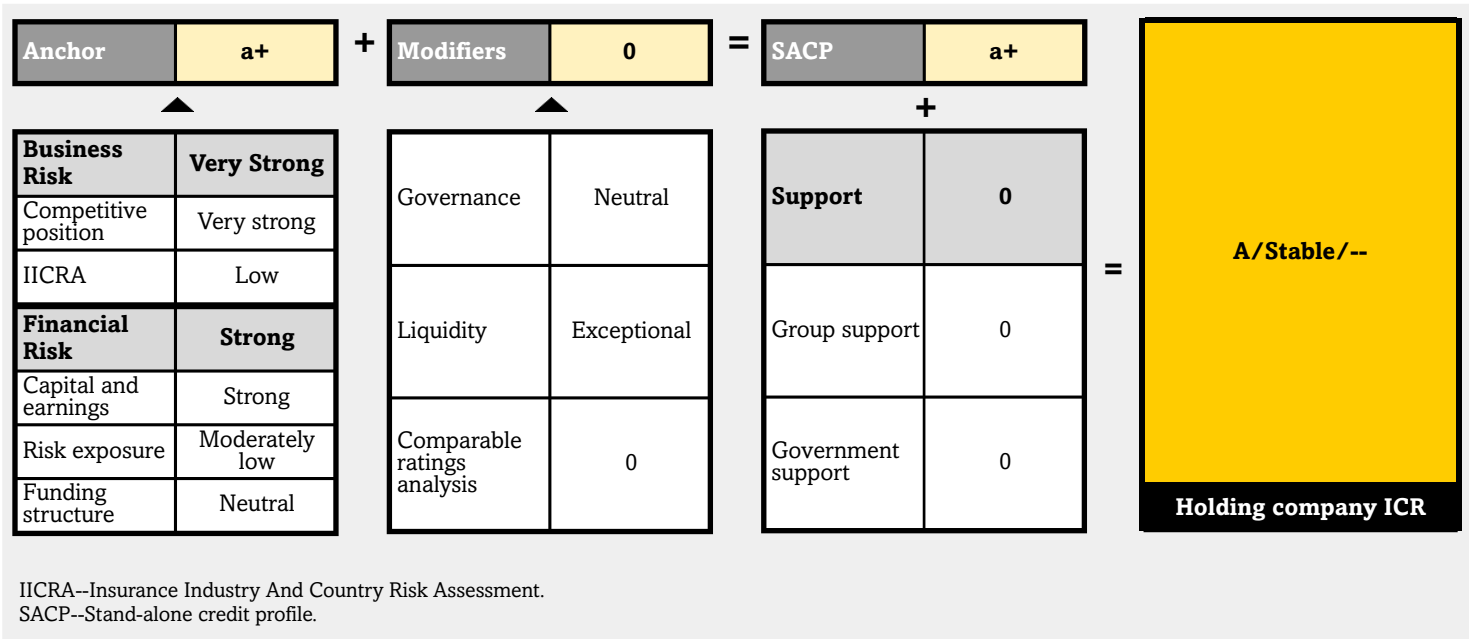 Anchor
a+
+
Modifiers
0
=
SACP
a+
+
Business
Risk
Very Strong
Competitive
position
Very strong
IICRA
Low
Financial
Risk
Strong
Capital and
earnings
Strong
Risk exposure
Moderately
low
Funding
structure
Neutral
Governance
Neutral
Liquidity
Exceptional
Comparable
ratings
analysis
0
Support
0
Group support
0
Government
support
0
=
A/Stable/--
Holding company ICR
IICRA--Insurance Industry And Country Risk Assessment.
SACP--Stand-alone credit profile.